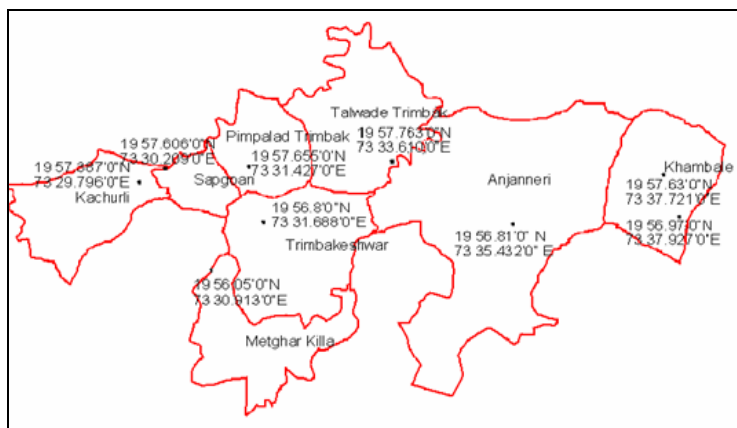 Talwade Trimbak
19 57.763'0"N
73 33.610'0"E
Pimpalad Trimbak
19 57.655'0"N
73 31.427'0"E
19 57.606'0"N
73 30.209'0"E
Sapgoan
19 57.387'0"N
73 29.796'0"E
Kachurli
Anjanneri
19 56.81'0" N
73 35.432'0" E
Khambale
19 57.63'0"N
73 37.721'0"E
19 56.97'0"N
73 37.927'0"E
19 56.8'0"N
73 31.688'0"E
Trimbakeshwar
19 56.05'0"N
73 30.913'0"E
Metghar Killa